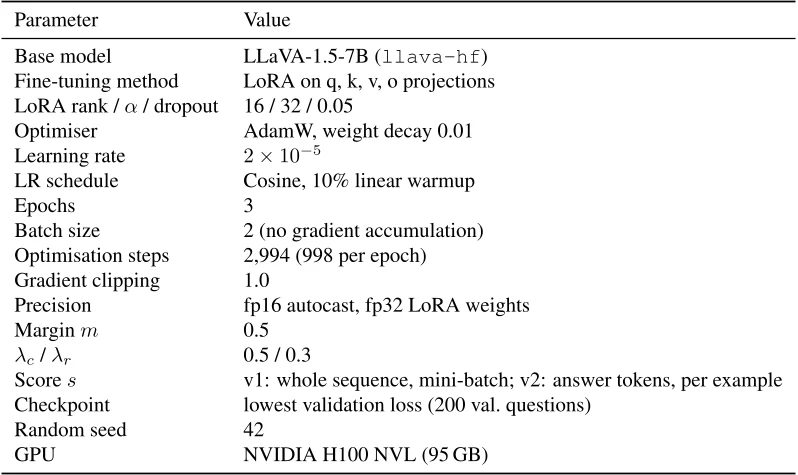 Parameter Value
Base model LLaVA-1.5-7B (llava-hf)
Fine-tuning method LoRA on q, k, v, o projections
LoRA rank / α / dropout 16 / 32 / 0.05
Optimiser AdamW, weight decay 0.01
Learning rate 2 × 10⁻⁵
LR schedule Cosine, 10% linear warmup
Epochs 3
Batch size 2 (no gradient accumulation)
Optimisation steps 2,994 (998 per epoch)
Gradient clipping 1.0
Precision fp16 autocast, fp32 LoRA weights
Margin m 0.5
λc / λr 0.5 / 0.3
Score s v1: whole sequence, mini-batch; v2: answer tokens, per example
Checkpoint lowest validation loss (200 val. questions)
Random seed 42
GPU NVIDIA H100 NVL (95 GB)